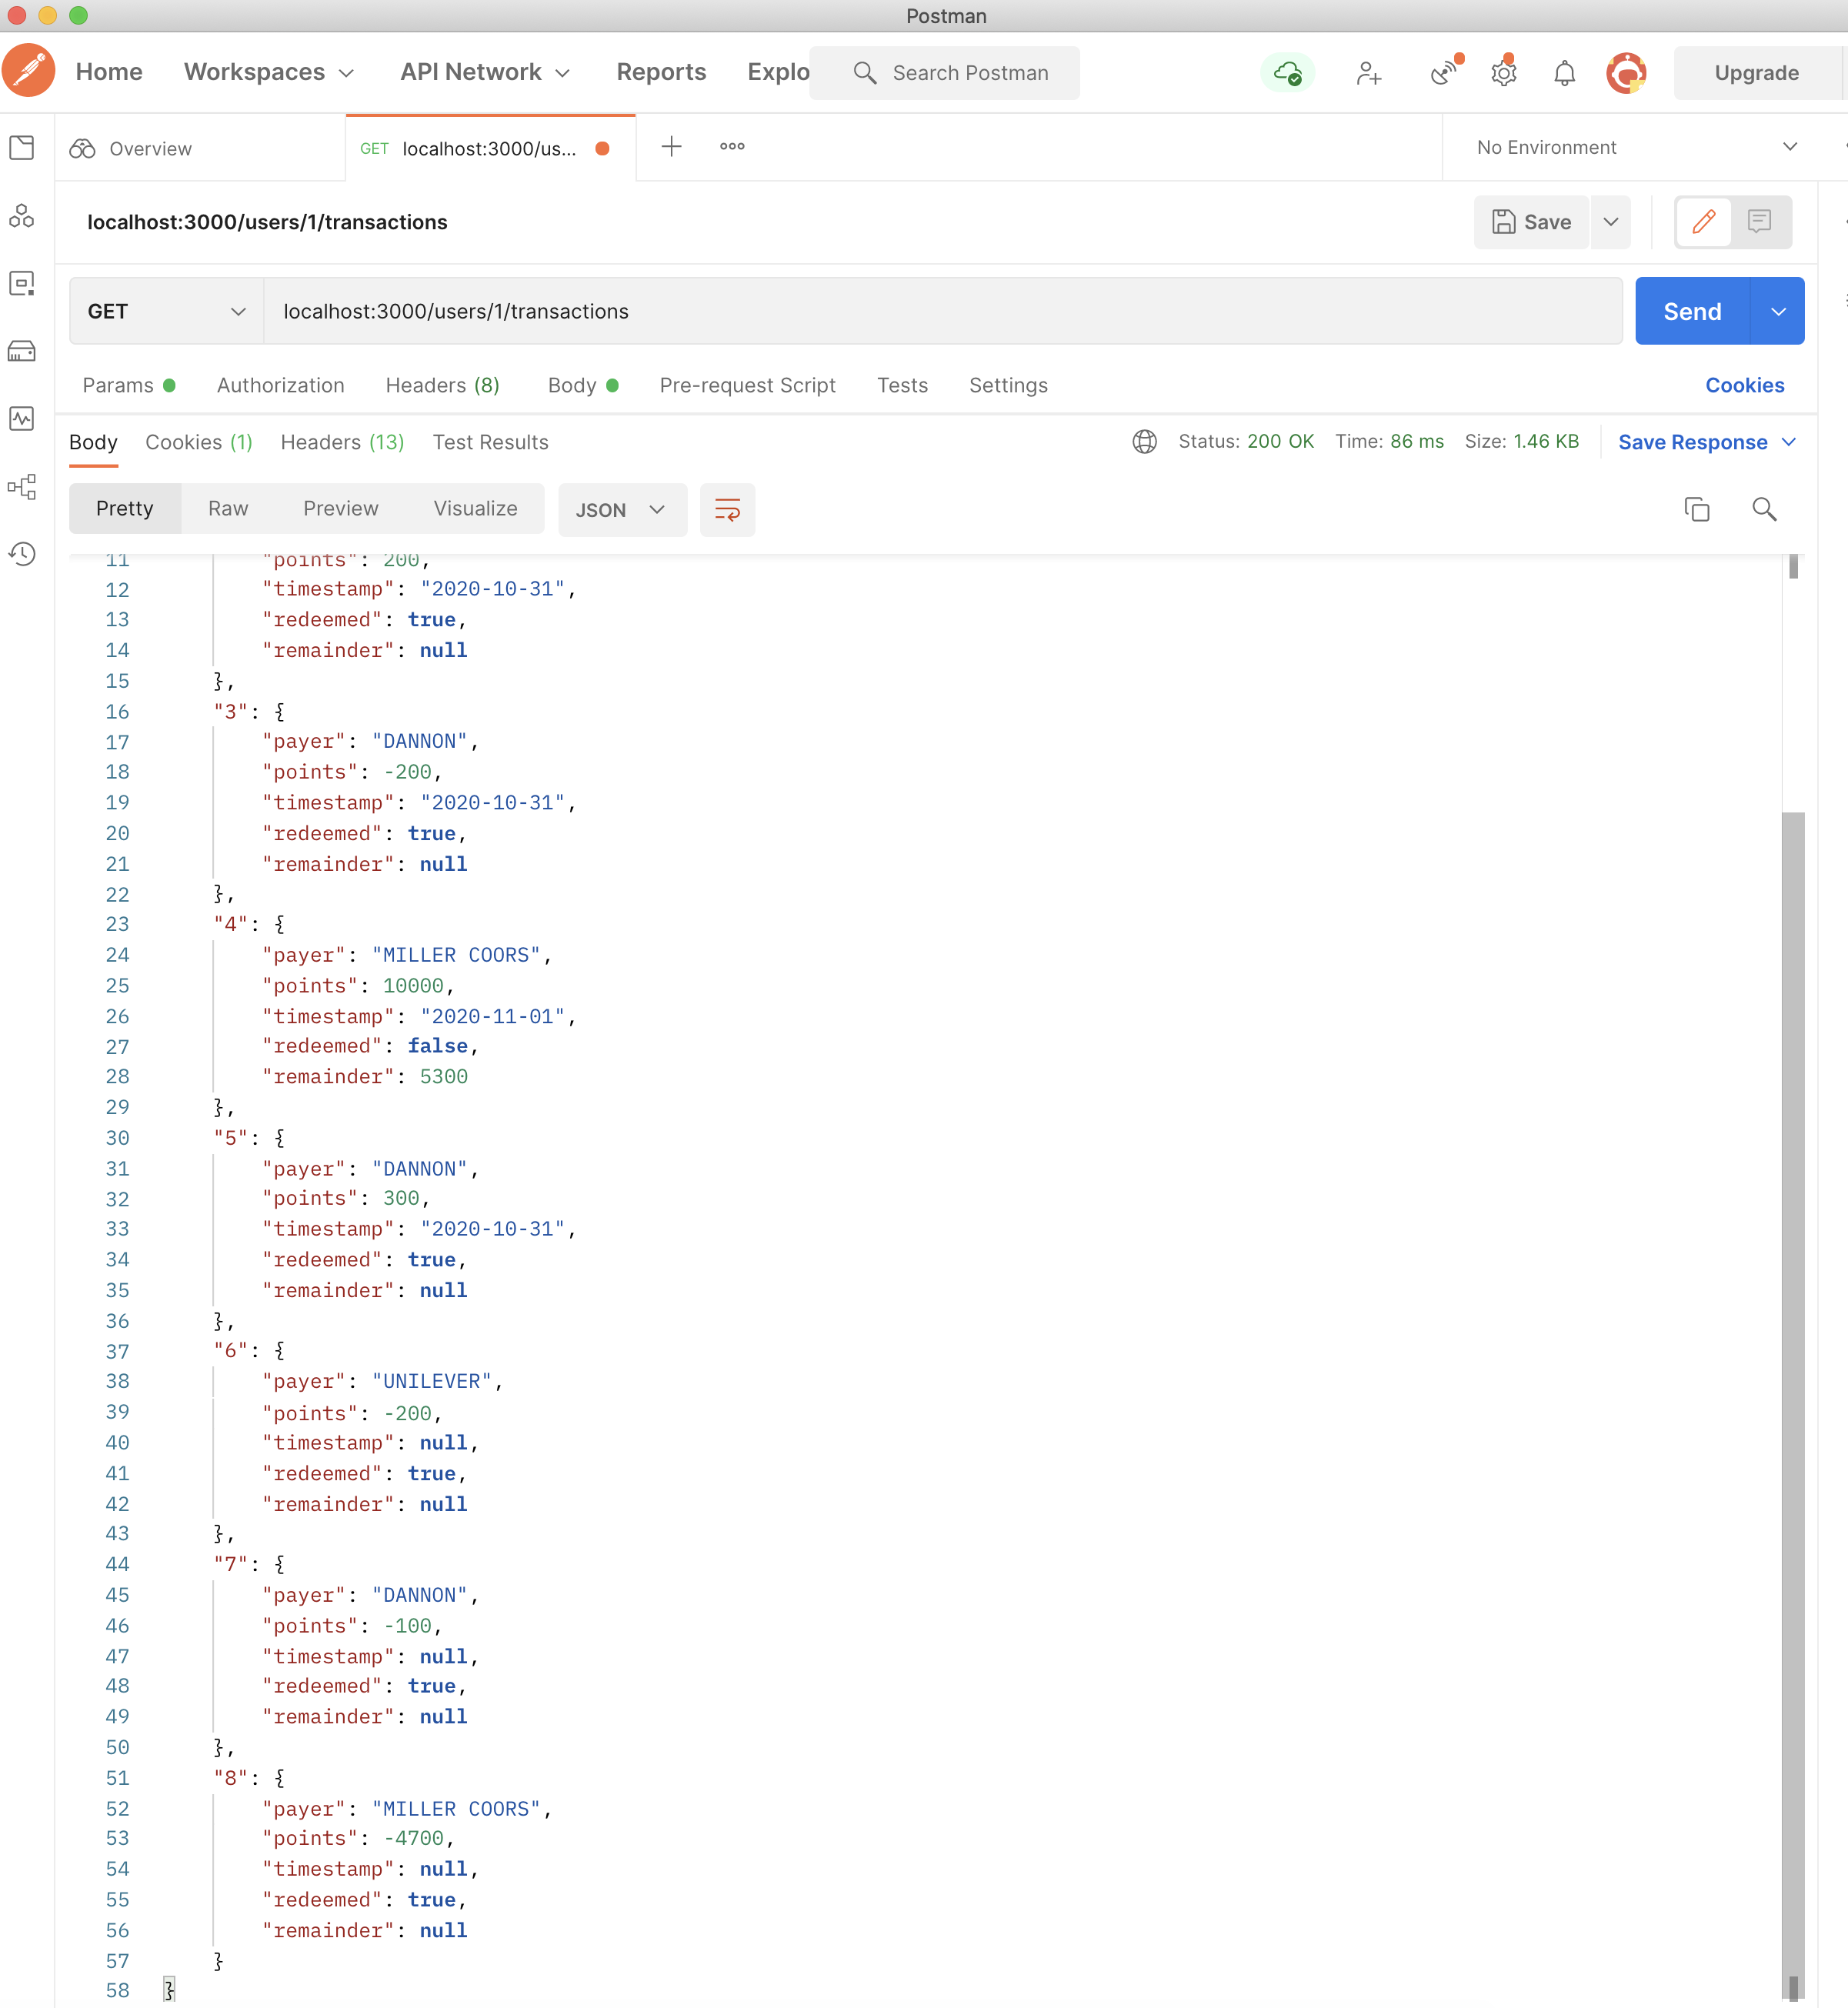 Postman
Home Workspaces API Network Reports Explo Search Postman Upgrade
Overview GET localhost:3000/us... No Environment
localhost:3000/users/1/transactions Save
GET localhost:3000/users/1/transactions Send
Params Authorization Headers (8) Body Pre-request Script Tests Settings Cookies
Body Cookies (1) Headers (13) Test Results Status: 200 OK Time: 86 ms Size: 1.46 KB Save Response
Pretty Raw Preview Visualize JSON
11 "points": 200,
12 "timestamp": "2020-10-31",
13 "redeemed": true,
14 "remainder": null
15 },
16 "3": {
17 "payer": "DANNON",
18 "points": -200,
19 "timestamp": "2020-10-31",
20 "redeemed": true,
21 "remainder": null
22 },
23 "4": {
24 "payer": "MILLER COORS",
25 "points": 10000,
26 "timestamp": "2020-11-01",
27 "redeemed": false,
28 "remainder": 5300
29 },
30 "5": {
31 "payer": "DANNON",
32 "points": 300,
33 "timestamp": "2020-10-31",
34 "redeemed": true,
35 "remainder": null
36 },
37 "6": {
38 "payer": "UNILEVER",
39 "points": -200,
40 "timestamp": null,
41 "redeemed": true,
42 "remainder": null
43 },
44 "7": {
45 "payer": "DANNON",
46 "points": -100,
47 "timestamp": null,
48 "redeemed": true,
49 "remainder": null
50 },
51 "8": {
52 "payer": "MILLER COORS",
53 "points": -4700,
54 "timestamp": null,
55 "redeemed": true,
56 "remainder": null
57 }
58 }